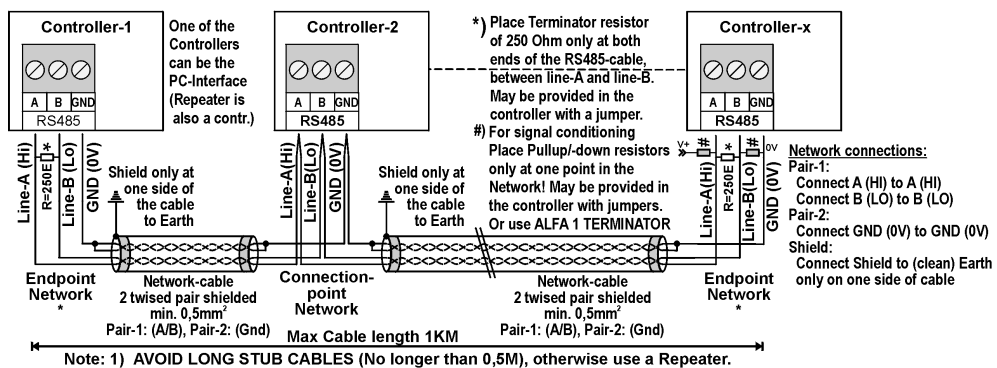 Controller-1
A B GND
RS485
One of the
Controllers
can be the
PC-Interface
(Repeater is
also a contr.)
Controller-2
A B GND
RS485
*) Place Terminator resistor
of 250 Ohm only at both
ends of the RS485-cable,
between line-A and line-B.
May be provided in the
controller with a jumper.
#) For signal conditioning
Place Pullup/-down resistors
only at one point in the
Network! May be provided in
the controller with jumpers.
Or use ALFA 1 TERMINATOR
Controller-x
A B GND
RS485
Line-A (Hi)
R=250E
*
Line-B (Lo)
GND (0V)
Shield only at
one side of
the cable
to Earth
Line-A(Hi)
Line-B(Lo)
GND (0V)
Shield only at
one side of
the cable
to Earth
V+
#
*
#
0V
Line-A(Hi)
R=250E
Line-B(Lo)
GND (0V)
Network connections:
Pair-1:
Connect A (HI) to A (HI)
Connect B (LO) to B (LO)
Pair-2:
Connect GND (0V) to GND (0V)
Shield:
Connect Shield to (clean) Earth
only on one side of cable
Endpoint
Network
*
Network-cable
2 twised pair shielded
min. 0,5mm²
Pair-1: (A/B), Pair-2: (Gnd)
Connection-
point
Network
Network-cable
2 twised pair shielded
min. 0,5mm²
Pair-1: (A/B), Pair-2: (Gnd)
Endpoint
Network
*
Max Cable length 1KM
Note: 1) AVOID LONG STUB CABLES (No longer than 0,5M), otherwise use a Repeater.